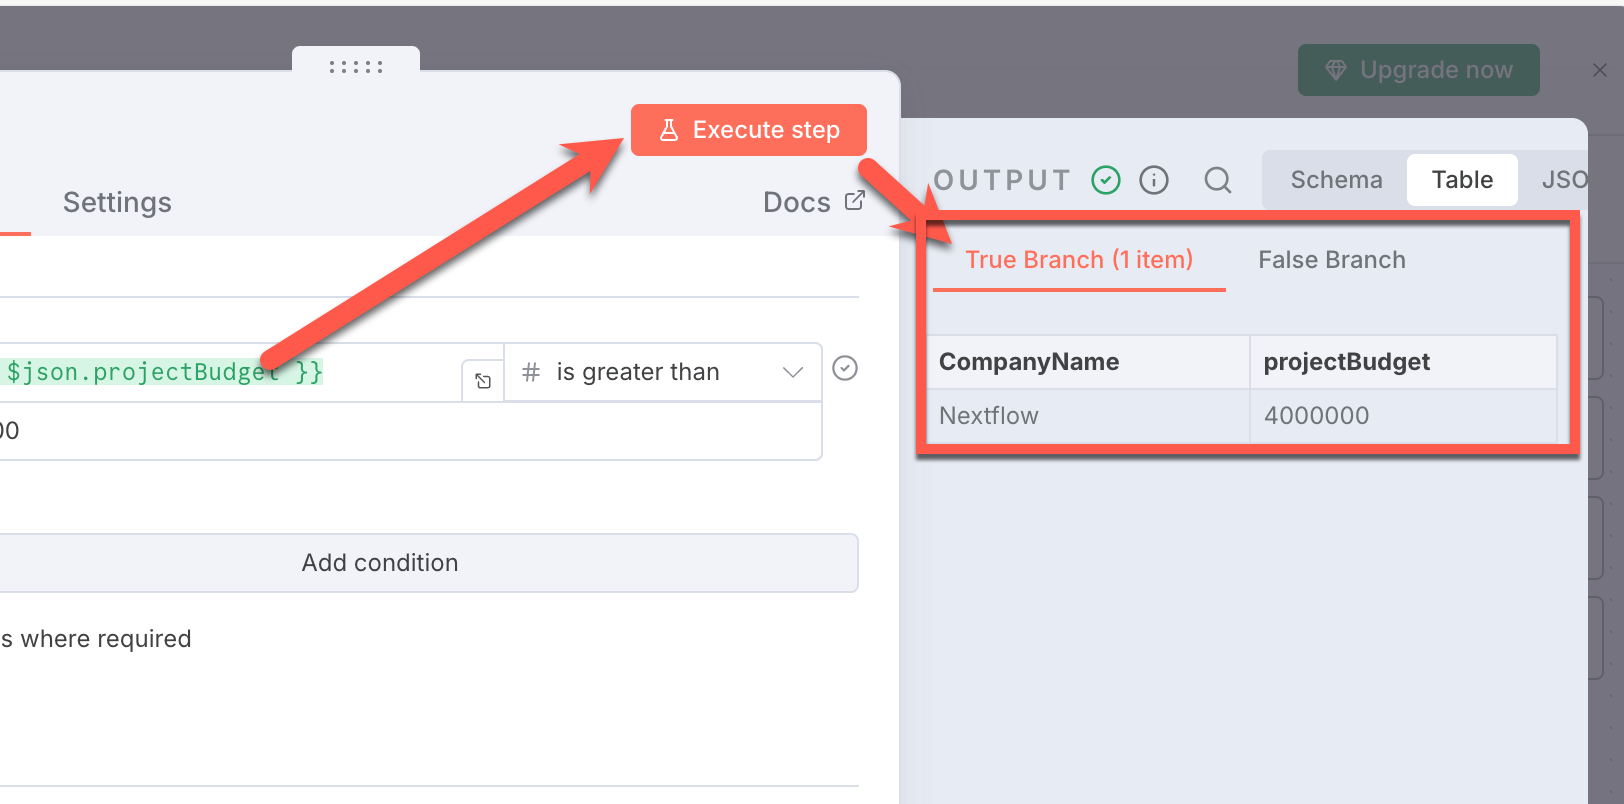 Upgrade now
Execute step
Settings
Docs
OUTPUT
Schema
Table
JSO
True Branch (1 item)
False Branch
$json.projectBudget }}
# is greater than
00
CompanyName
projectBudget
Nextflow
4000000
Add condition
s where required